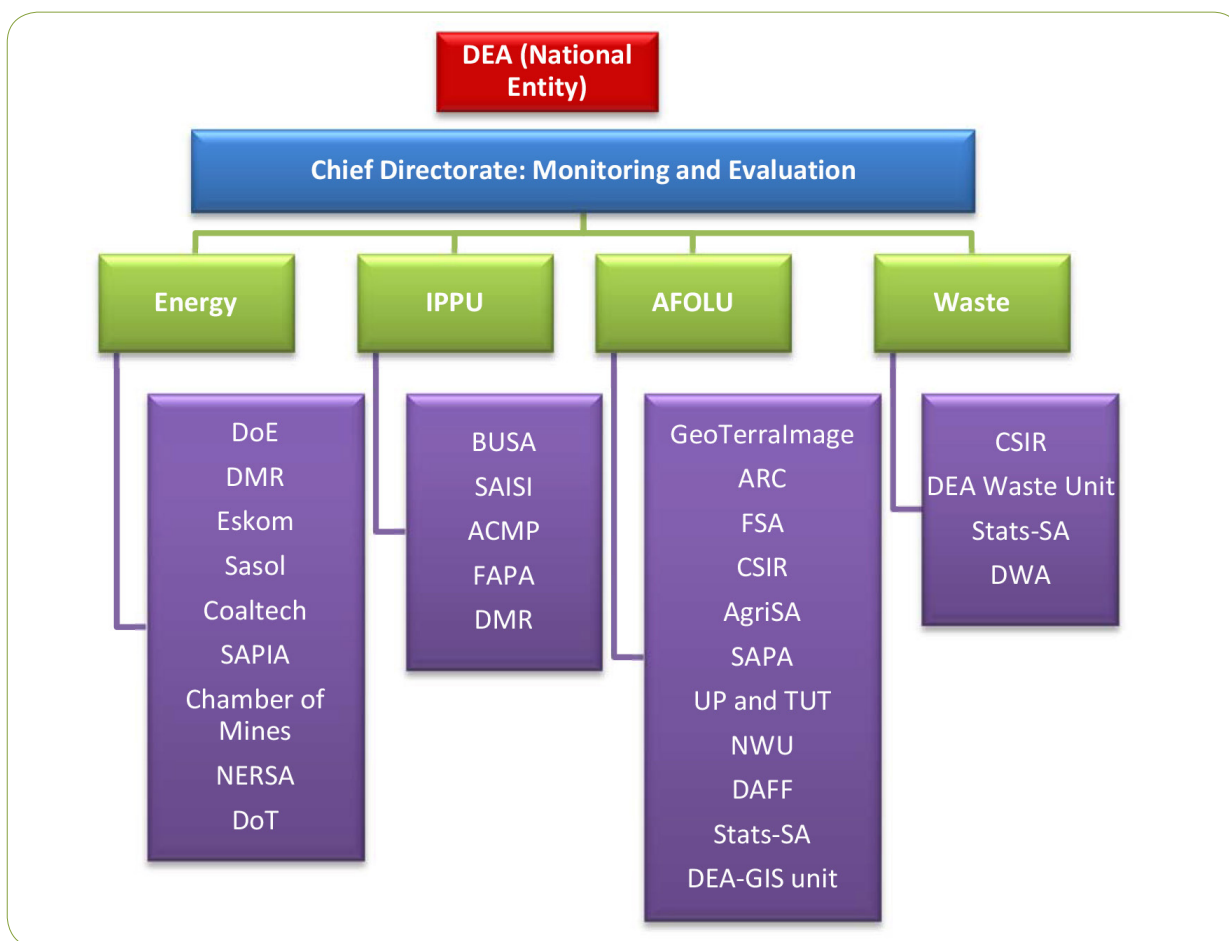 DEA (National
Entity)
Chief Directorate: Monitoring and Evaluation
Energy
IPPU
AFOLU
Waste
DoE
DMR
Eskom
Sasol
Coaltech
SAPIA
Chamber of
Mines
NERSA
DoT
BUSA
SAISI
ACMP
FAPA
DMR
GeoTerraImage
ARC
FSA
CSIR
AgriSA
SAPA
UP and TUT
NWU
DAFF
Stats-SA
DEA-GIS unit
CSIR
DEA Waste Unit
Stats-SA
DWA